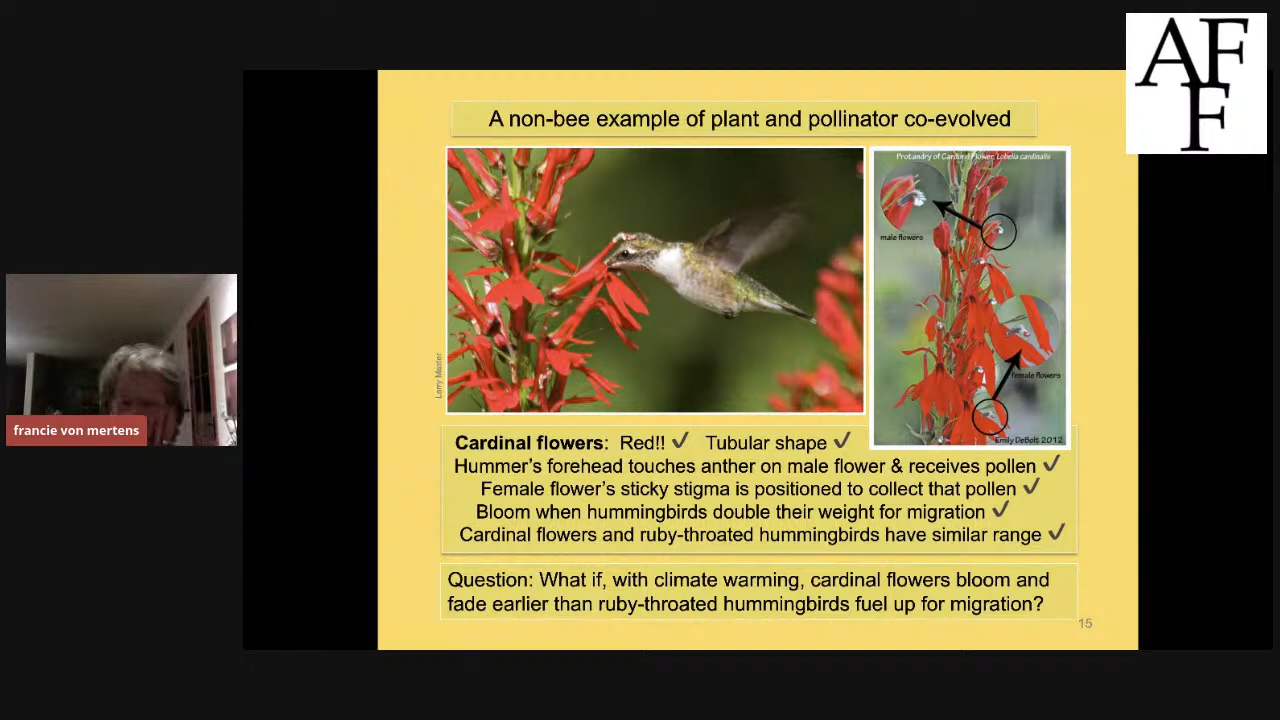 AF
F
A non-bee example of plant and pollinator co-evolved
Protandry of Cardinal Flower, Lobelia cardinalis
male flowers
female flowers
Emily DeBolt 2012
Larry Master
francie von mertens
Cardinal flowers: Red!! ✓ Tubular shape ✓
Hummer's forehead touches anther on male flower & receives pollen ✓
Female flower's sticky stigma is positioned to collect that pollen ✓
Bloom when hummingbirds double their weight for migration ✓
Cardinal flowers and ruby-throated hummingbirds have similar range ✓
Question: What if, with climate warming, cardinal flowers bloom and
fade earlier than ruby-throated hummingbirds fuel up for migration?
15